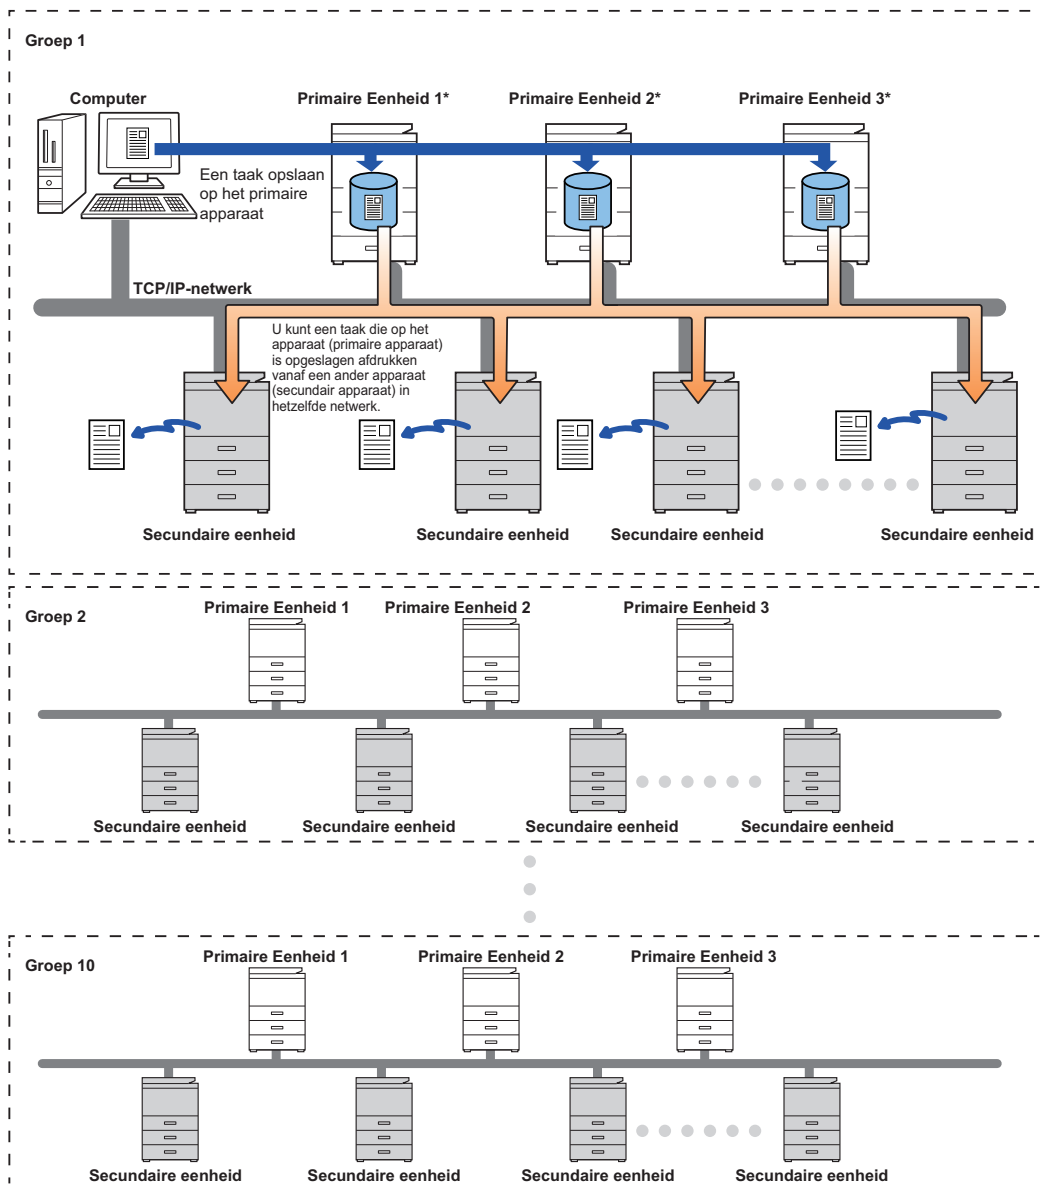 Groep 1
Computer
Primaire Eenheid 1*
Primaire Eenheid 2*
Primaire Eenheid 3*
Een taak opslaan
op het primaire
apparaat
TCP/IP-netwerk
U kunt een taak die op het
apparaat (primaire apparaat)
is opgeslagen afdrukken
vanaf een ander apparaat
(secundair apparaat) in
hetzelfde netwerk.
Secundaire eenheid
Secundaire eenheid
Secundaire eenheid
Secundaire eenheid
Groep 2
Primaire Eenheid 1
Primaire Eenheid 2
Primaire Eenheid 3
Secundaire eenheid
Secundaire eenheid
Secundaire eenheid
Secundaire eenheid
Groep 10
Primaire Eenheid 1
Primaire Eenheid 2
Primaire Eenheid 3
Secundaire eenheid
Secundaire eenheid
Secundaire eenheid
Secundaire eenheid